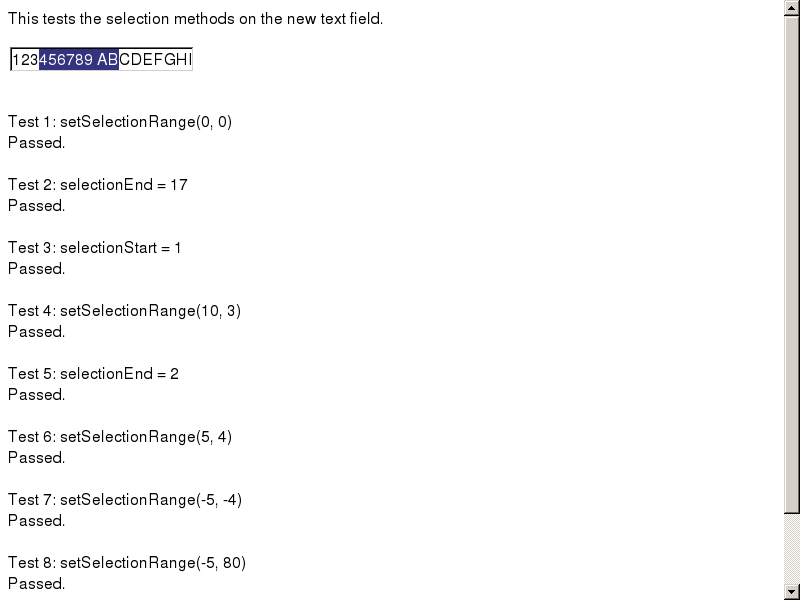 This tests the selection methods on the new text field.
123456789 ABCDEFGHI
Test 1: setSelectionRange(0, 0)
Passed.
Test 2: selectionEnd = 17
Passed.
Test 3: selectionStart = 1
Passed.
Test 4: setSelectionRange(10, 3)
Passed.
Test 5: selectionEnd = 2
Passed.
Test 6: setSelectionRange(5, 4)
Passed.
Test 7: setSelectionRange(-5, -4)
Passed.
Test 8: setSelectionRange(-5, 80)
Passed.